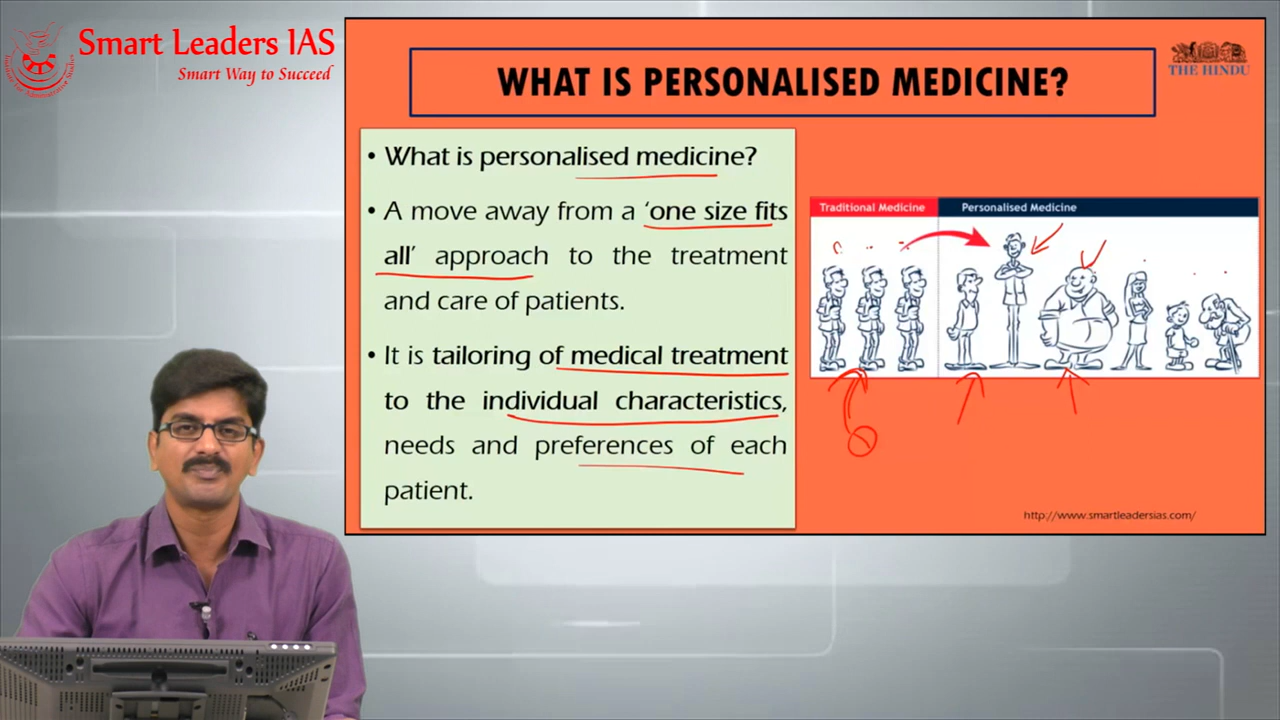 Smart Leaders IAS
Smart Way to Succeed
WHAT IS PERSONALISED MEDICINE?
THE HINDU
• What is personalised medicine?
• A move away from a ‘one size fits
all’ approach to the treatment
and care of patients.
• It is tailoring of medical treatment
to the individual characteristics,
needs and preferences of each
patient.
Traditional Medicine
Personalised Medicine
http://www.smartleadersias.com/